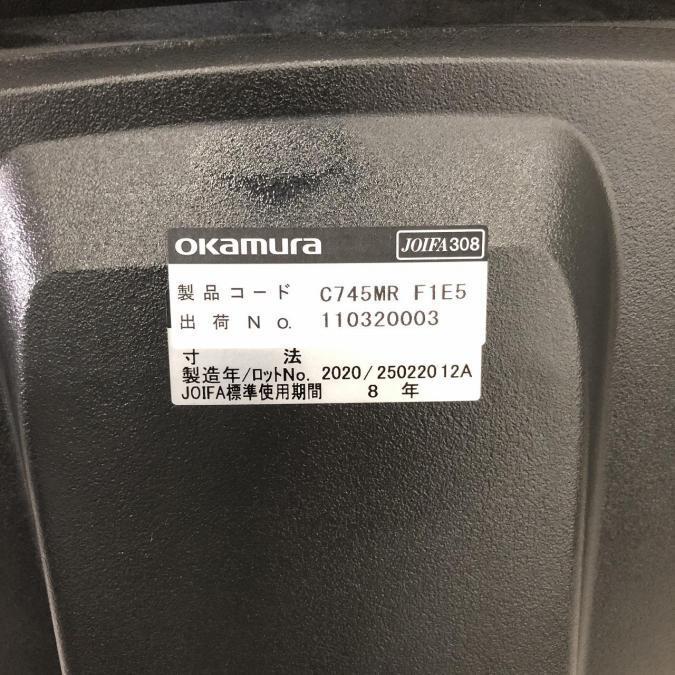 okamura JOIFA308
製品コード C745MR F1E5
出荷No. 110320003
寸法
製造年/ロットNo. 2020/25022012A
JOIFA標準使用期間 8年